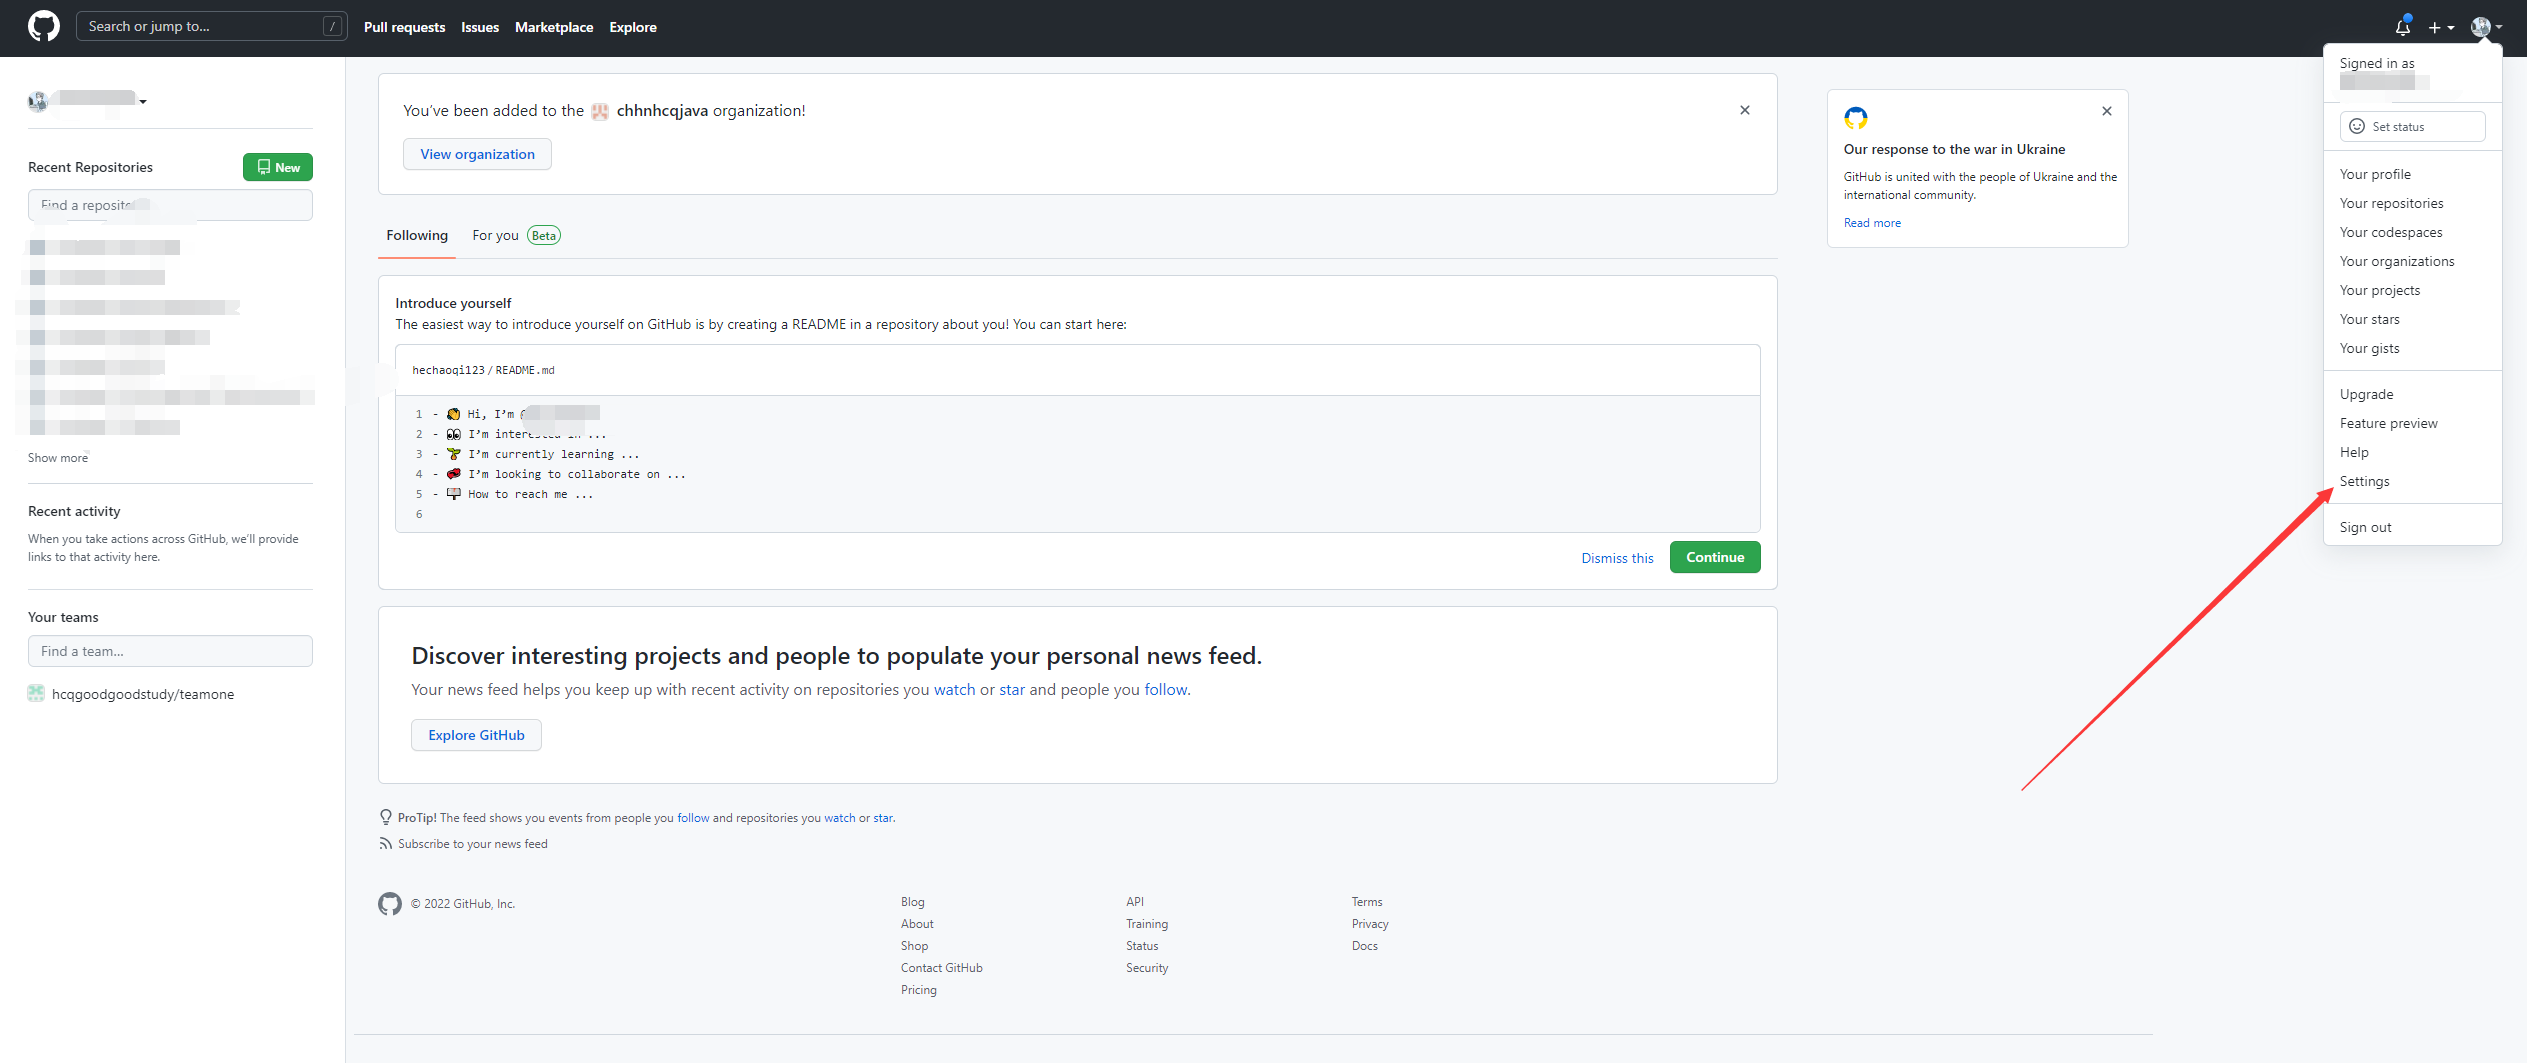 Search or jump to...
/
Pull requests
Issues
Marketplace
Explore
Recent Repositories
New
Find a
Show more
Recent activity
When you take actions across GitHub, we'll provide
links to that activity here.
Your teams
Find a team...
hcqgoodgoodstudy/teamone
You've been added to the chhnhcqjava organization!
View organization
Following
For you
Beta
Introduce yourself
The easiest way to introduce yourself on GitHub is by creating a README in a repository about you! You can start here:
hechaoqi123/README.md
1 - 👋 Hi, I'm @
2 - 👀 I'm interested in ...
3 - 🌱 I'm currently learning ...
4 - 💞️ I'm looking to collaborate on ...
5 - 📫 How to reach me ...
6
Dismiss this
Continue
Discover interesting projects and people to populate your personal news feed.
Your news feed helps you keep up with recent activity on repositories you watch or star and people you follow.
Explore GitHub
ProTip! The feed shows you events from people you follow and repositories you watch or star.
Subscribe to your news feed
© 2022 GitHub, Inc.
Blog
About
Shop
Contact GitHub
Pricing
API
Training
Status
Security
Terms
Privacy
Docs
Our response to the war in Ukraine
GitHub is united with the people of Ukraine and the
international community.
Read more
Signed in as
Set status
Your profile
Your repositories
Your codespaces
Your organizations
Your projects
Your stars
Your gists
Upgrade
Feature preview
Help
Settings
Sign out